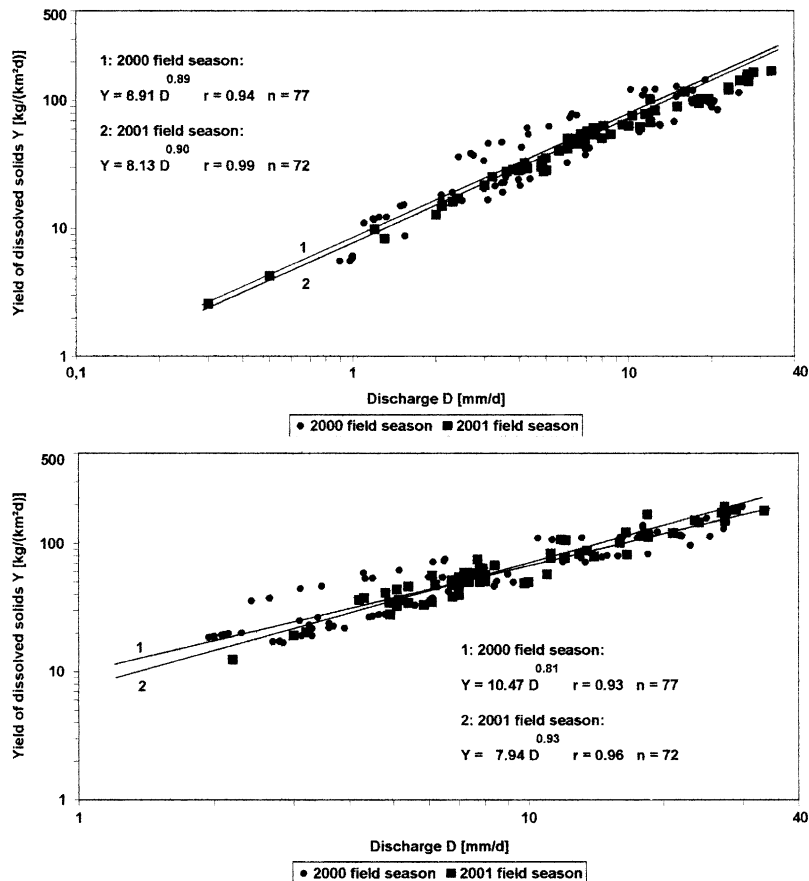 500
100
10
1
Yield of dissolved solids Y [kg/(km²d)]
1: 2000 field season:
Y = 8.91 D^0.89 r = 0.94 n = 77
2: 2001 field season:
Y = 8.13 D^0.90 r = 0.99 n = 72
1
2
0,1 1 10 40
Discharge D [mm/d]
2000 field season 2001 field season
500
100
10
1
Yield of dissolved solids Y [kg/(km²d)]
1
2
1: 2000 field season:
Y = 10.47 D^0.81 r = 0.93 n = 77
2: 2001 field season:
Y = 7.94 D^0.93 r = 0.96 n = 72
1 10 40
Discharge D [mm/d]
2000 field season 2001 field season